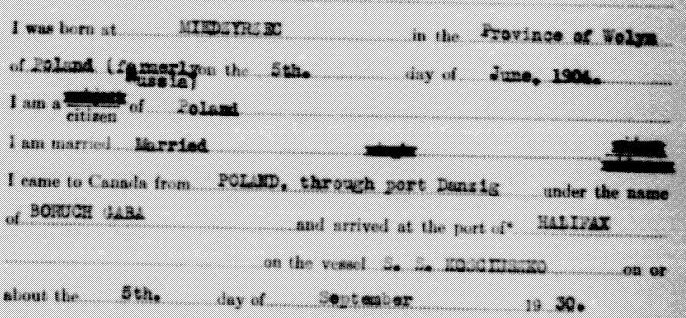 I was born at MIEDZYRZEC in the Province of Wolyn
of Poland (formerly on the 5th. day of June, 1904.
Russia)
I am a of Poland
citizen
I am married Married
I came to Canada from POLAND, through port Danzig under the name
of BORUCH GABA and arrived at the port of* HALIFAX
on the vessel S. S. KOSCIUSZKO on or
about the 5th. day of September 19 30.